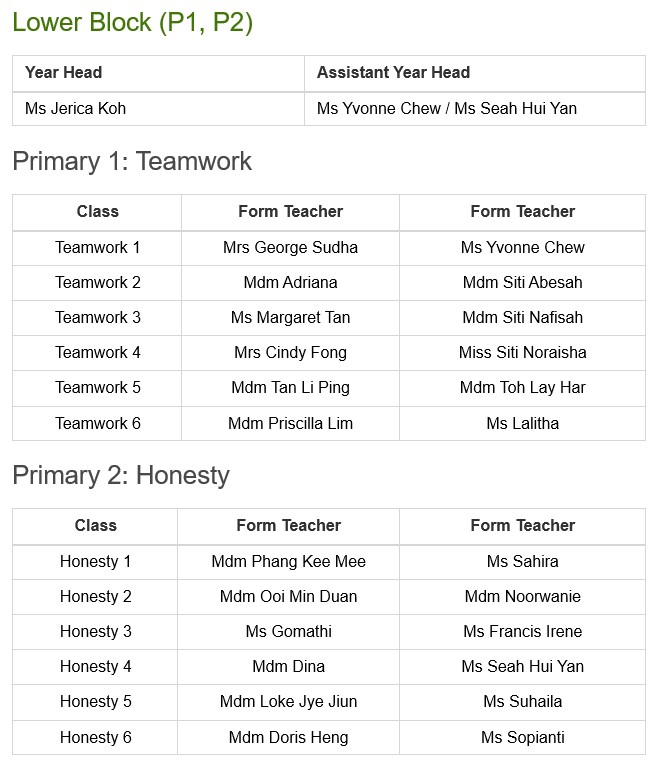 Lower Block (P1, P2)
Year Head Assistant Year Head
Ms Jerica Koh Ms Yvonne Chew / Ms Seah Hui Yan
Primary 1: Teamwork
Class Form Teacher Form Teacher
Teamwork 1 Mrs George Sudha Ms Yvonne Chew
Teamwork 2 Mdm Adriana Mdm Siti Abesah
Teamwork 3 Ms Margaret Tan Mdm Siti Nafisah
Teamwork 4 Mrs Cindy Fong Miss Siti Noraisha
Teamwork 5 Mdm Tan Li Ping Mdm Toh Lay Har
Teamwork 6 Mdm Priscilla Lim Ms Lalitha
Primary 2: Honesty
Class Form Teacher Form Teacher
Honesty 1 Mdm Phang Kee Mee Ms Sahira
Honesty 2 Mdm Ooi Min Duan Mdm Noorwanie
Honesty 3 Ms Gomathi Ms Francis Irene
Honesty 4 Mdm Dina Ms Seah Hui Yan
Honesty 5 Mdm Loke Jye Jiun Ms Suhaila
Honesty 6 Mdm Doris Heng Ms Sopianti